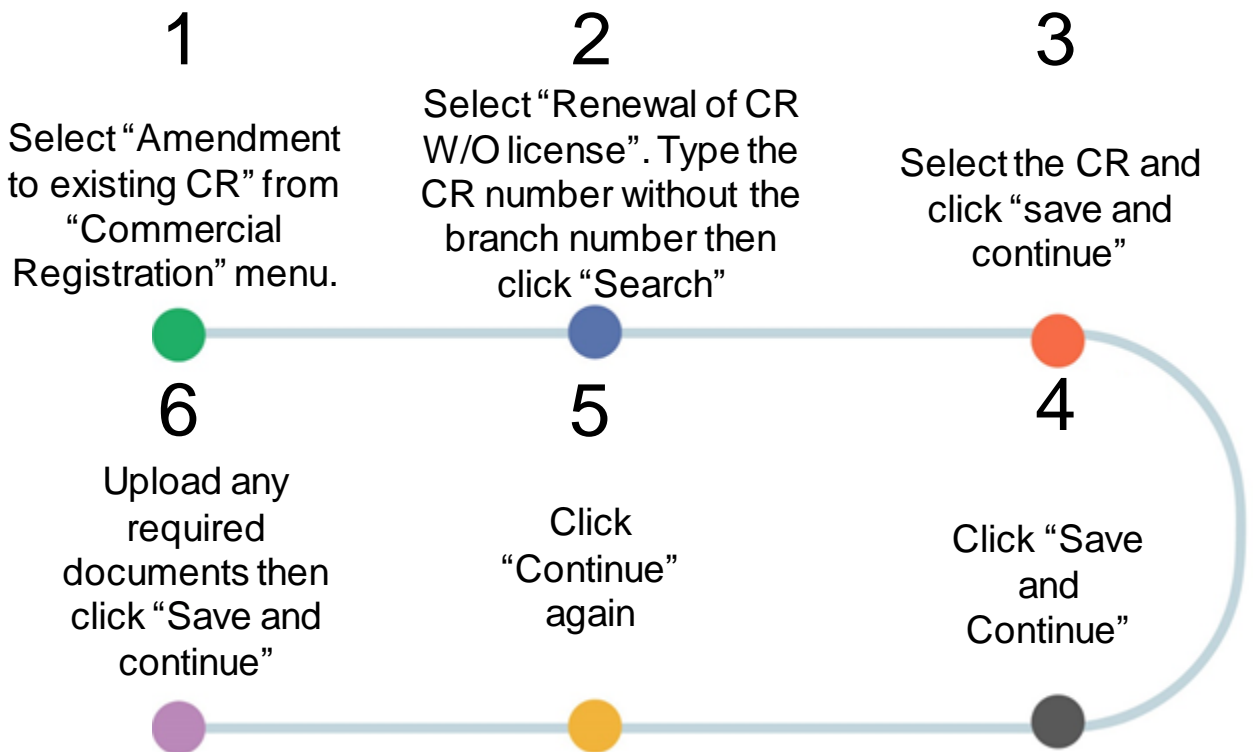 1
Select “Amendment
to existing CR” from
“Commercial
Registration” menu.
2
Select “Renewal of CR
W/O license”. Type the
CR number without the
branch number then
click “Search”
3
Select the CR and
click “save and
continue”
4
Click “Save
and
Continue”
5
Click
“Continue”
again
6
Upload any
required
documents then
click “Save and
continue”